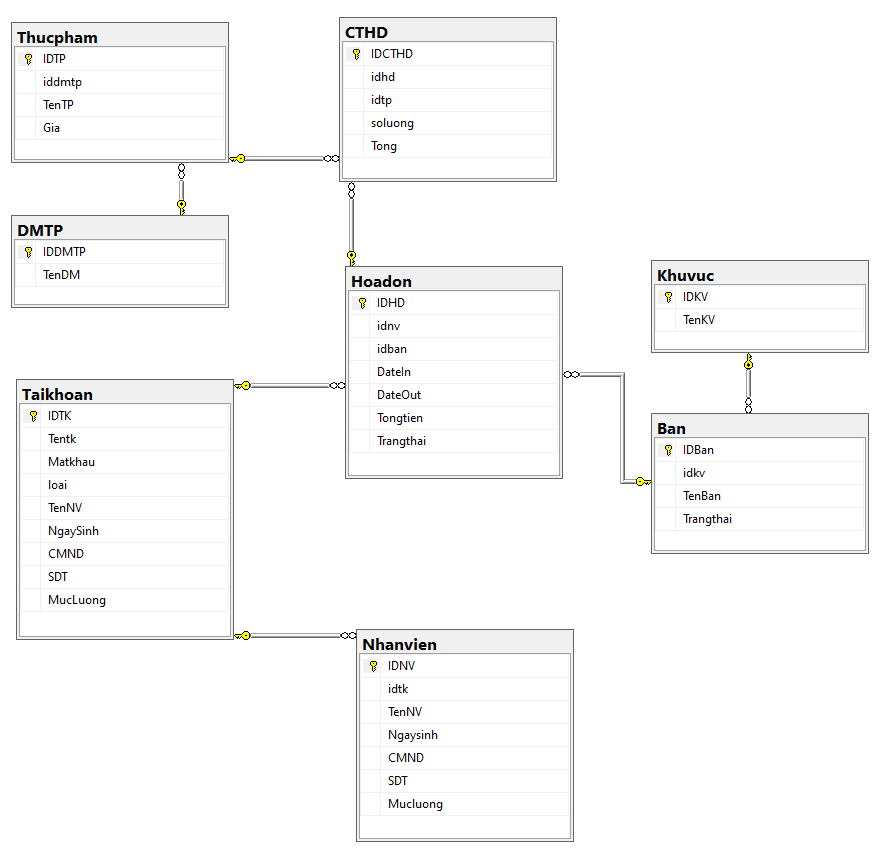 Thucpham
IDTP
iddmtp
TenTP
Gia
CTHD
IDCTHD
idhd
idtp
soluong
Tong
DMTP
IDDMTP
TenDM
Hoadon
IDHD
idnv
idban
DateIn
DateOut
Tongtien
Trangthai
Khuvuc
IDKV
TenKV
Taikhoan
IDTK
Tentk
Matkhau
loai
TenNV
NgaySinh
CMND
SDT
MucLuong
Ban
IDBan
idkv
TenBan
Trangthai
Nhanvien
IDNV
idtk
TenNV
Ngaysinh
CMND
SDT
Mucluong